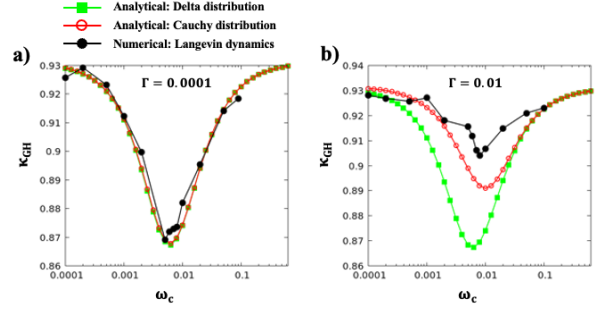 Analytical: Delta distribution
Analytical: Cauchy distribution
Numerical: Langevin dynamics
a)
b)
Γ = 0.0001
Γ = 0.01
κGH
0.93
0.92
0.91
0.9
0.89
0.88
0.87
0.86
0.0001
0.001
0.01
0.1
ωc
κGH
0.94
0.93
0.92
0.91
0.9
0.89
0.88
0.87
0.86
0.0001
0.001
0.01
0.1
ωc